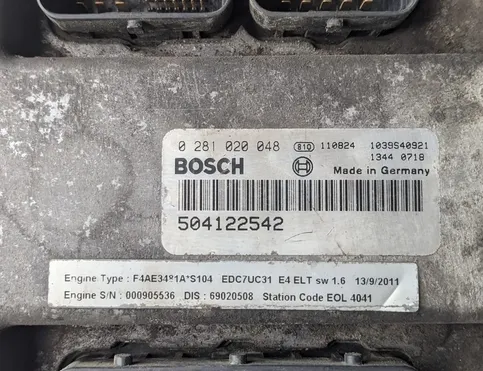 0 281 020 048 810 110824 1039S40921
1344 0718
BOSCH Made in Germany
504122542
Engine Type : F4AE3481A*S104 EDC7UC31 E4 ELT sw 1.6 13/9/2011
Engine S/N : 000905536 DIS : 69020508 Station Code EOL 4041